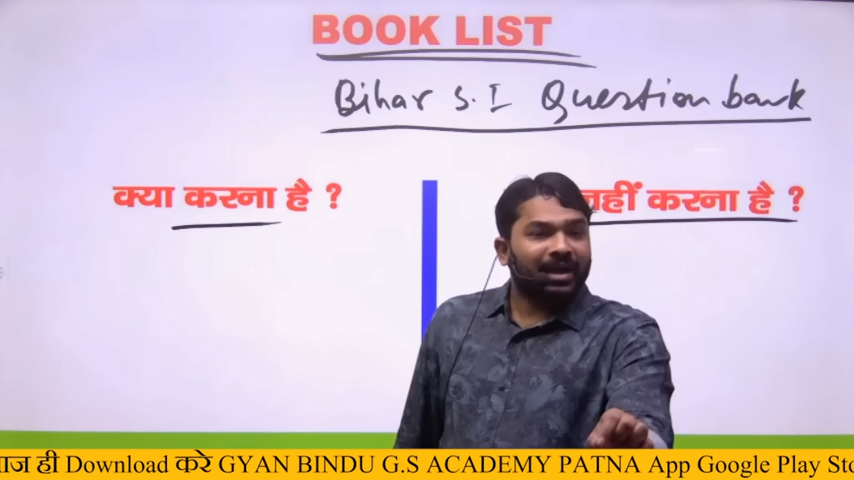 BOOK LIST
Bihar S.I Question bank
क्या करना है ?
नहीं करना है ?
ही Download करे GYAN BINDU G.S ACADEMY PATNA App Google Play